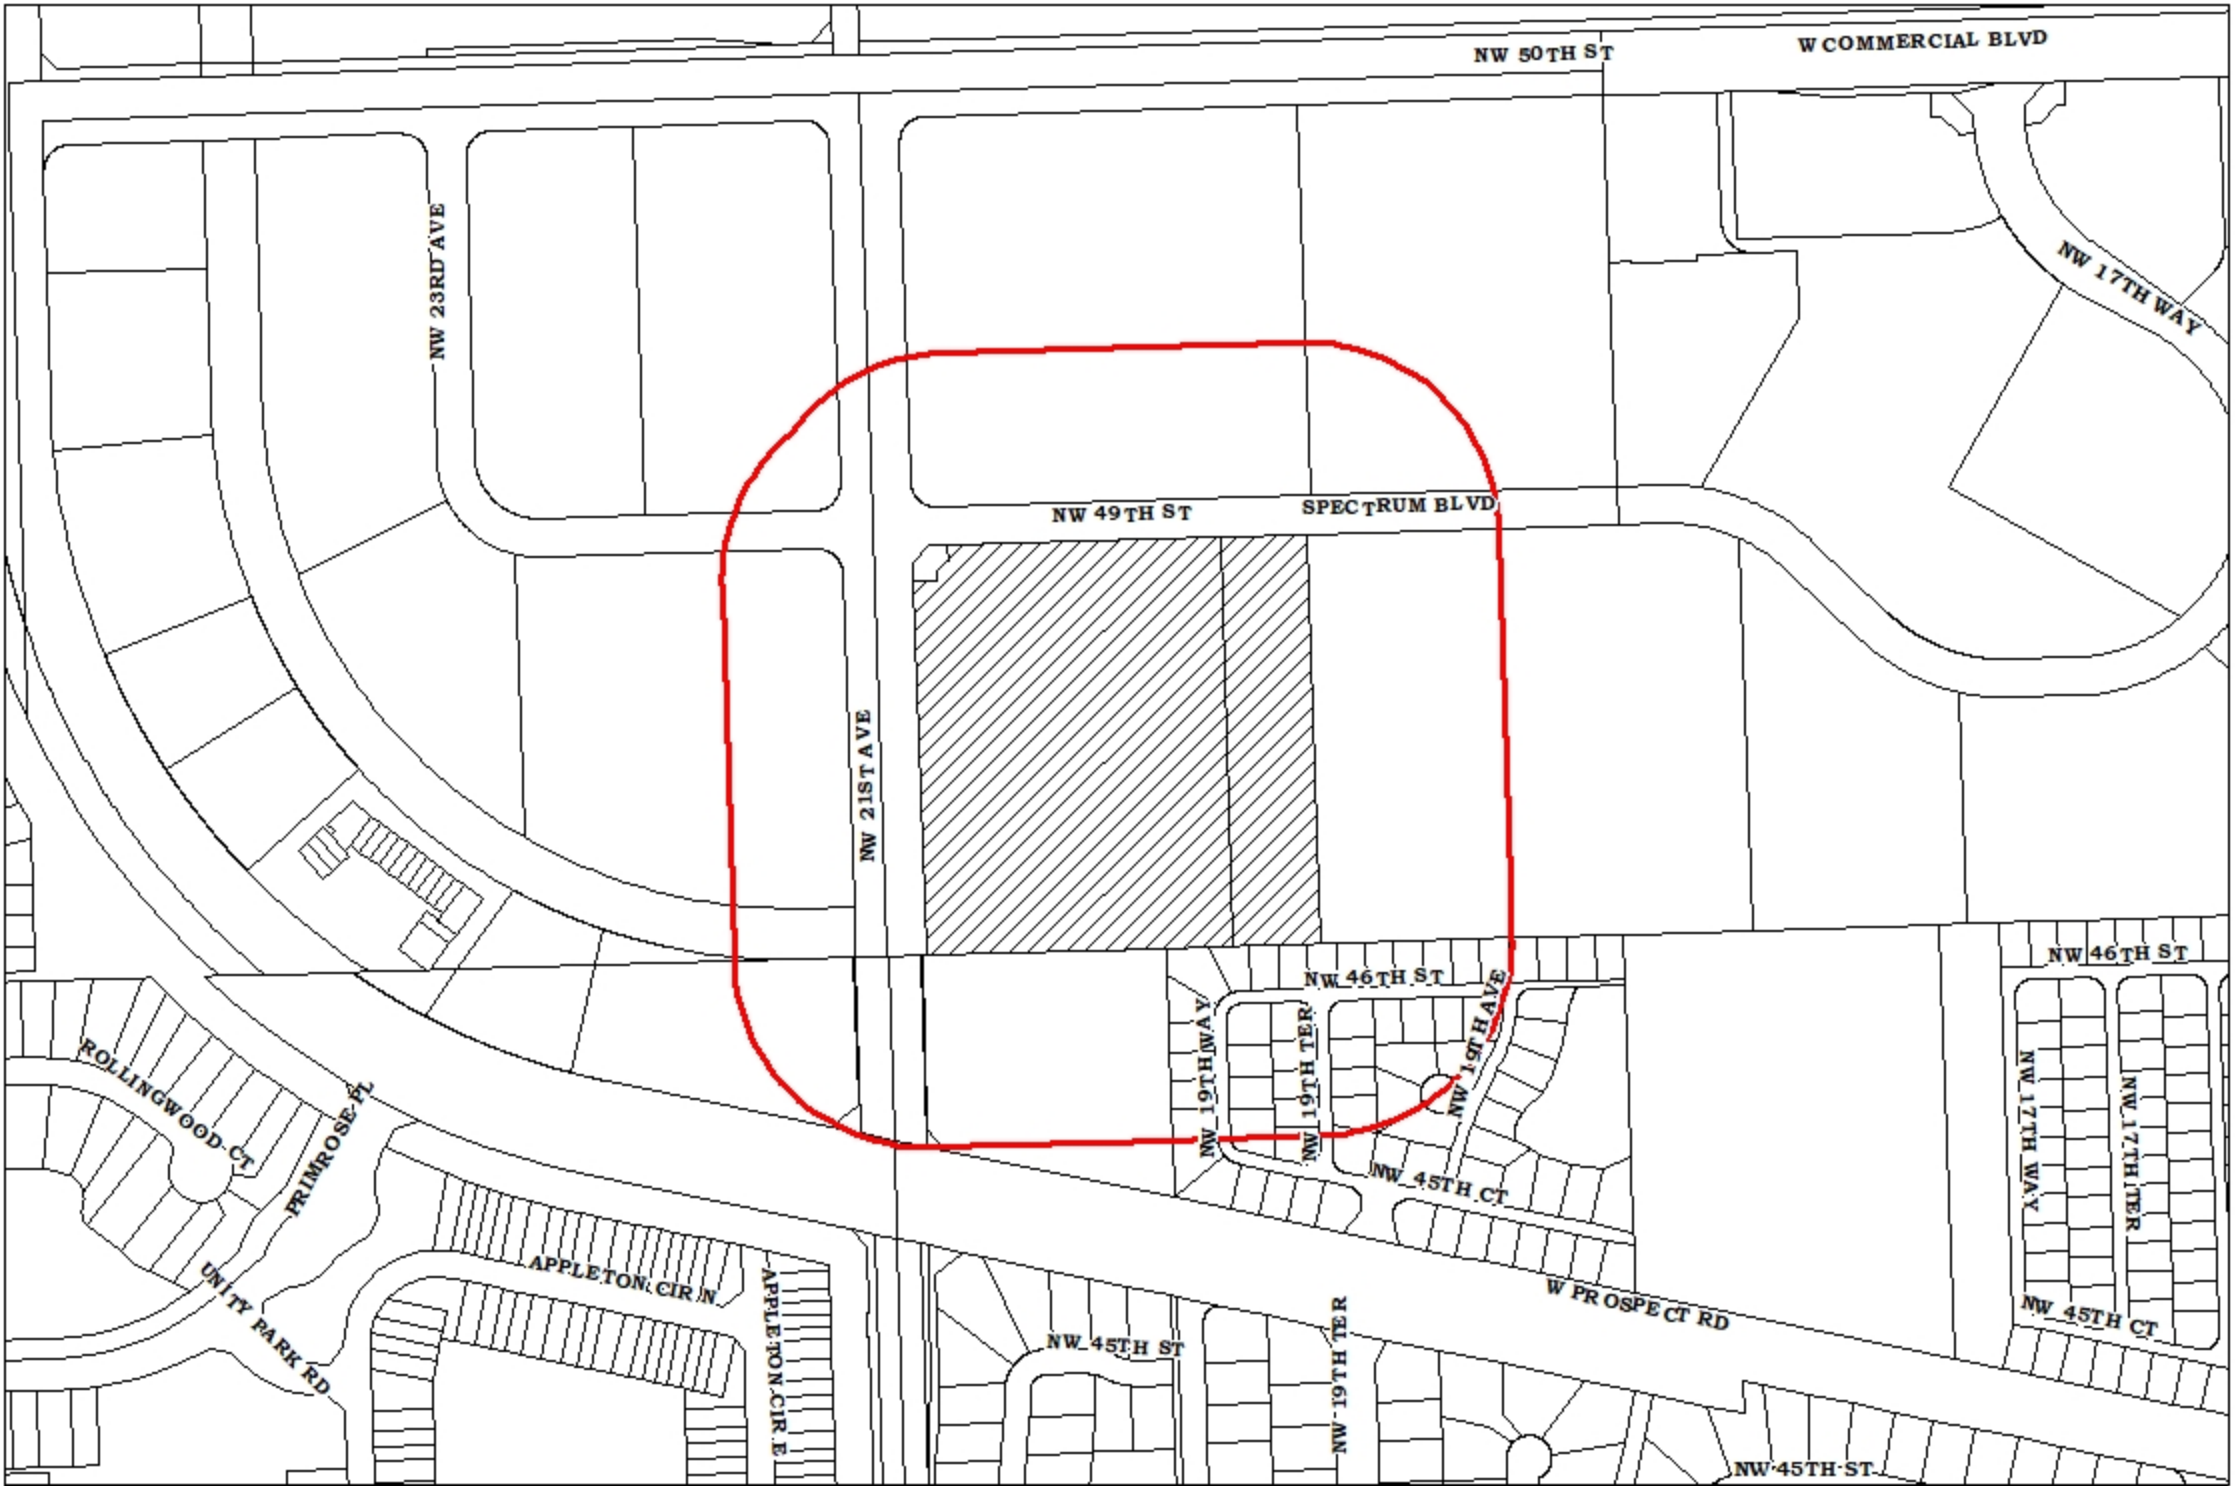 NW 50TH ST
W COMMERCIAL BLVD
NW 23RD AVE
NW 17TH WAY
NW 49TH ST
SPECTRUM BLVD
NW 21ST AVE
NW 46TH ST
NW 46TH ST
NW 19TH WAY
NW 19TH TER
NW 19TH AVE
ROLLINGWOOD CT
PRIMROSE PL
NW 17TH WAY
NW 17TH TER
NW 45TH CT
UNITY PARK RD
APPLETON CIR N
APPLETON CIR E
W PROSPECT RD
NW 45TH CT
NW 45TH ST
NW 19TH TER
NW 45TH ST